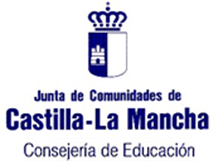 Junta de Comunidades de
Castilla-La Mancha
Consejería de Educación